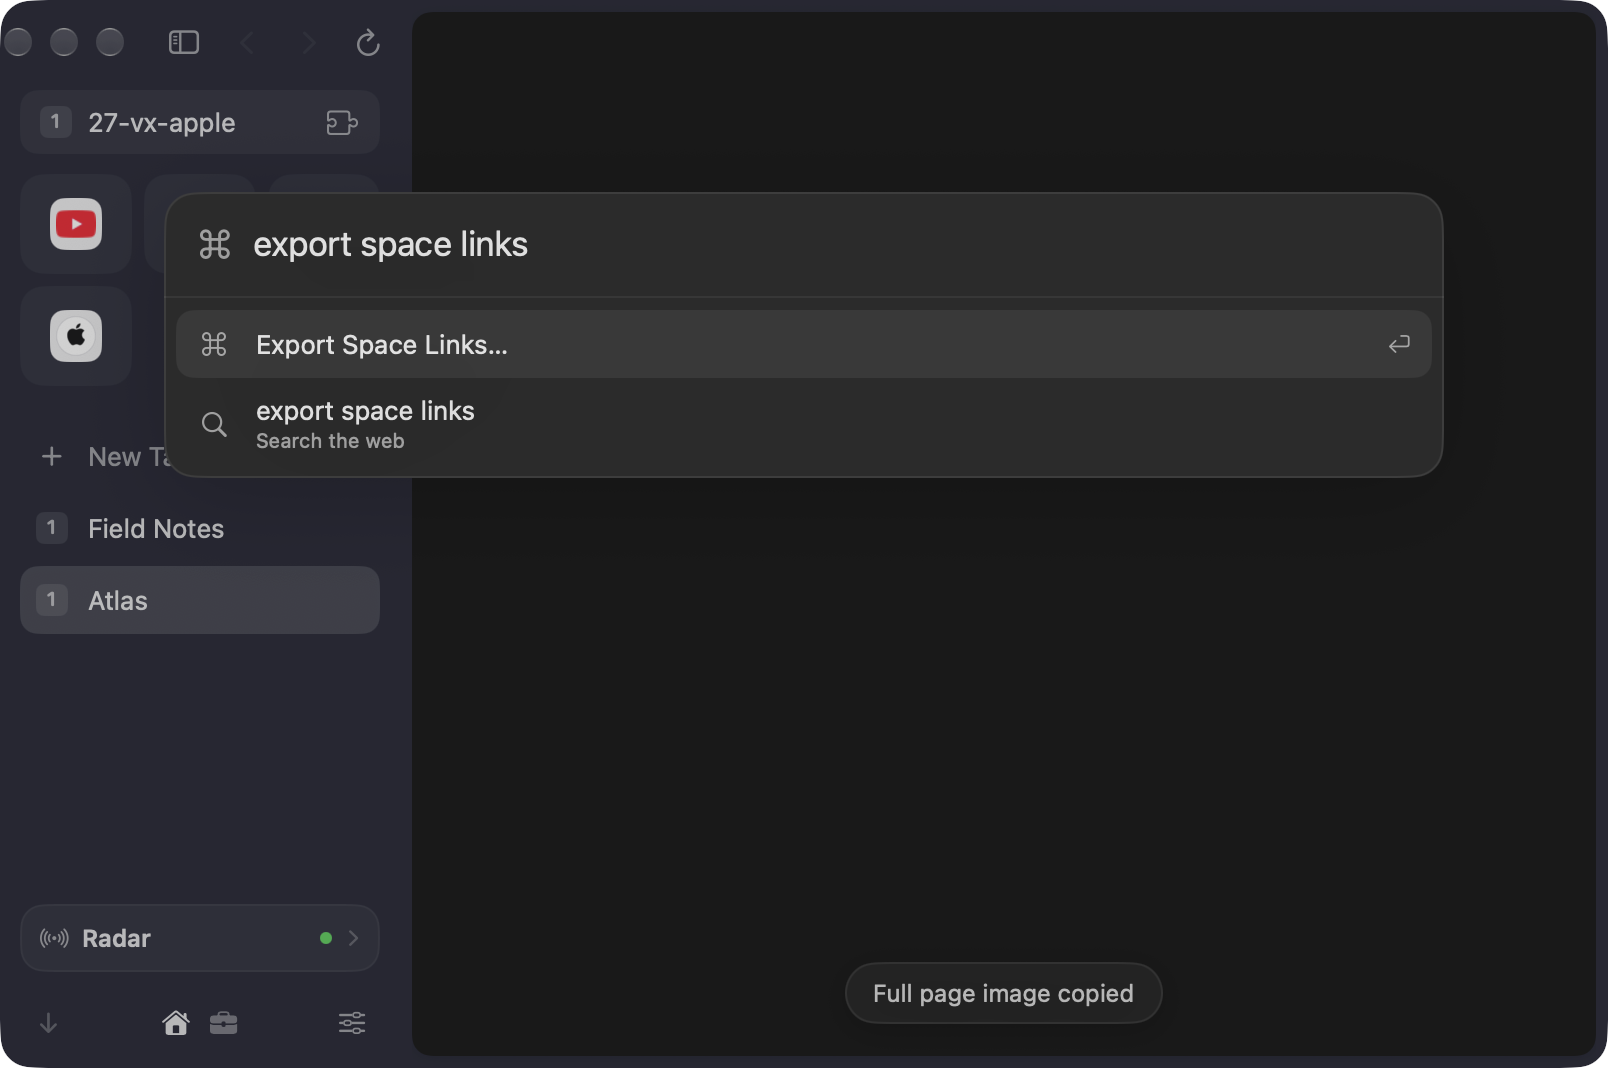 1 27-vx-apple
export space links
Export Space Links...
export space links
Search the web
New Ta
1 Field Notes
1 Atlas
Radar
Full page image copied